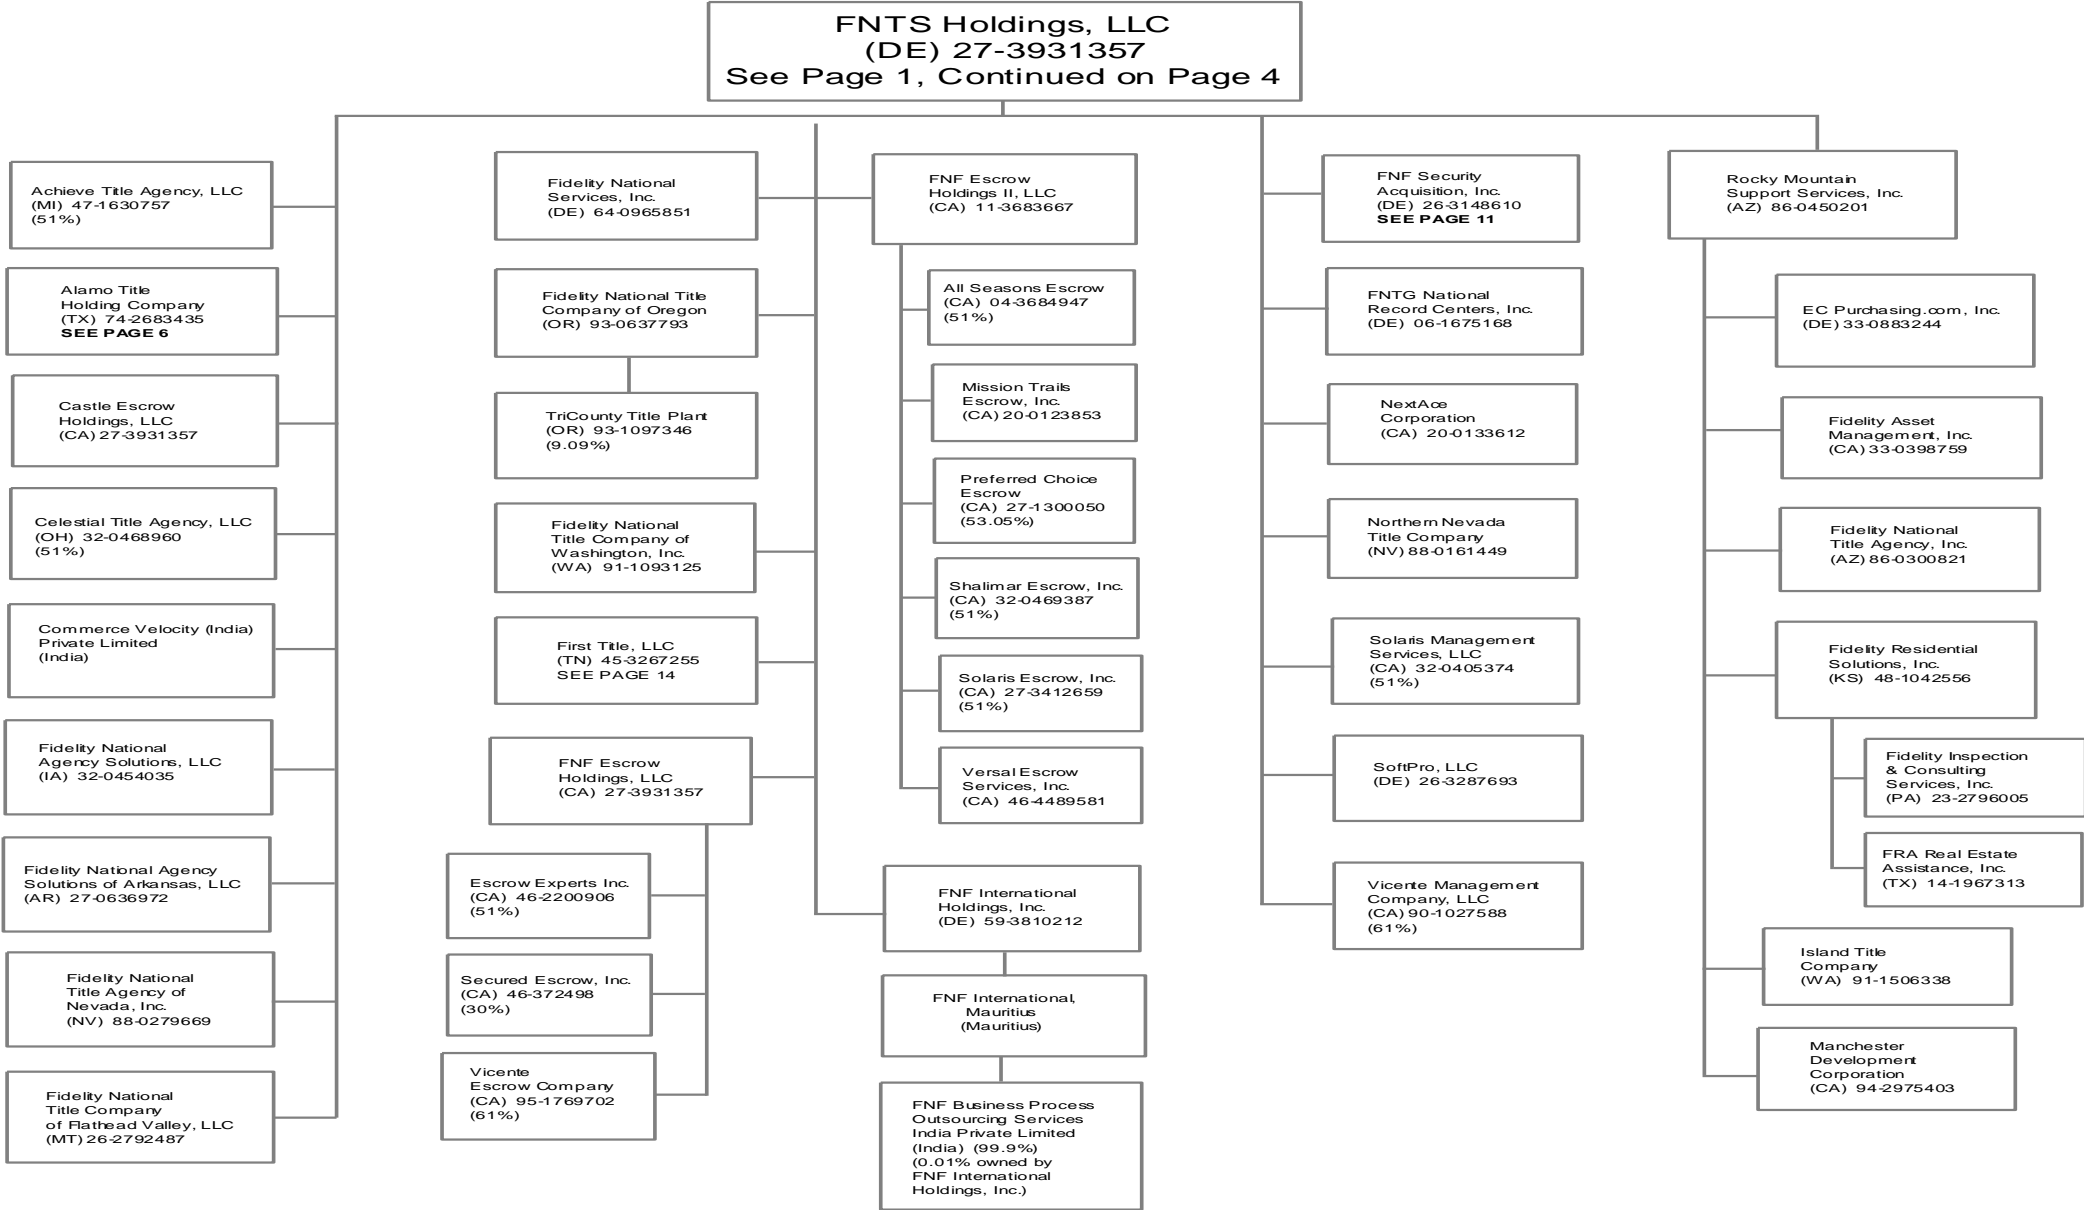 FNTS Holdings, LLC
(DE) 27-3931357
See Page 1, Continued on Page 4
Achieve Title Agency, LLC
(MI) 47-1630757
(51%)
Alamo Title
Holding Company
(TX) 74-2683435
SEE PAGE 6
Castle Escrow
Holdings, LLC
(CA) 27-3931357
Celestial Title Agency, LLC
(OH) 32-0468960
(51%)
Commerce Velocity (India)
Private Limited
(India)
Fidelity National
Agency Solutions, LLC
(IA) 32-0454035
Fidelity National Agency
Solutions of Arkansas, LLC
(AR) 27-0636972
Fidelity National
Title Agency of
Nevada, Inc.
(NV) 88-0279669
Fidelity National
Title Company
of Flathead Valley, LLC
(MT) 26-2792487
Fidelity National
Services, Inc.
(DE) 64-0965851
Fidelity National Title
Company of Oregon
(OR) 93-0637793
TriCounty Title Plant
(OR) 93-1097346
(9.09%)
Fidelity National
Title Company of
Washington, Inc.
(WA) 91-1093125
First Title, LLC
(TN) 45-3267255
SEE PAGE 14
FNF Escrow
Holdings, LLC
(CA) 27-3931357
Escrow Experts Inc.
(CA) 46-2200906
(51%)
Secured Escrow, Inc.
(CA) 46-372498
(30%)
Vicente
Escrow Company
(CA) 95-1769702
(61%)
FNF Escrow
Holdings II, LLC
(CA) 11-3683667
All Seasons Escrow
(CA) 04-3684947
(51%)
Mission Trails
Escrow, Inc.
(CA) 20-0123853
Preferred Choice
Escrow
(CA) 27-1300050
(53.05%)
Shalimar Escrow, Inc.
(CA) 32-0469387
(51%)
Solaris Escrow, Inc.
(CA) 27-3412659
(51%)
Versal Escrow
Services, Inc.
(CA) 46-4489581
FNF International
Holdings, Inc.
(DE) 59-3810212
FNF International,
Mauritius
(Mauritius)
FNF Business Process
Outsourcing Services
India Private Limited
(India) (99.9%)
(0.01% owned by
FNF International
Holdings, Inc.)
FNF Security
Acquisition, Inc.
(DE) 26-3148610
SEE PAGE 11
FNTG National
Record Centers, Inc.
(DE) 06-1675168
NextAce
Corporation
(CA) 20-0133612
Northern Nevada
Title Company
(NV) 88-0161449
Solaris Management
Services, LLC
(CA) 32-0405374
(51%)
SoftPro, LLC
(DE) 26-3287693
Vicente Management
Company, LLC
(CA) 90-1027588
(61%)
Rocky Mountain
Support Services, Inc.
(AZ) 86-0450201
EC Purchasing.com, Inc.
(DE) 33-0883244
Fidelity Asset
Management, Inc.
(CA) 33-0398759
Fidelity National
Title Agency, Inc.
(AZ) 86-0300821
Fidelity Residential
Solutions, Inc.
(KS) 48-1042556
Fidelity Inspection
& Consulting
Services, Inc.
(PA) 23-2796005
FRA Real Estate
Assistance, Inc.
(TX) 14-1967313
Island Title
Company
(WA) 91-1506338
Manchester
Development
Corporation
(CA) 94-2975403